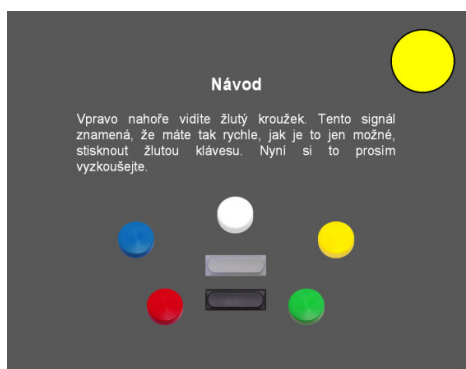 Návod
Vpravo nahoře vidíte žlutý kroužek. Tento signál
znamená, že máte tak rychle, jak je to jen možné,
stisknout žlutou klávesu. Nyní si to prosím
vyzkoušejte.